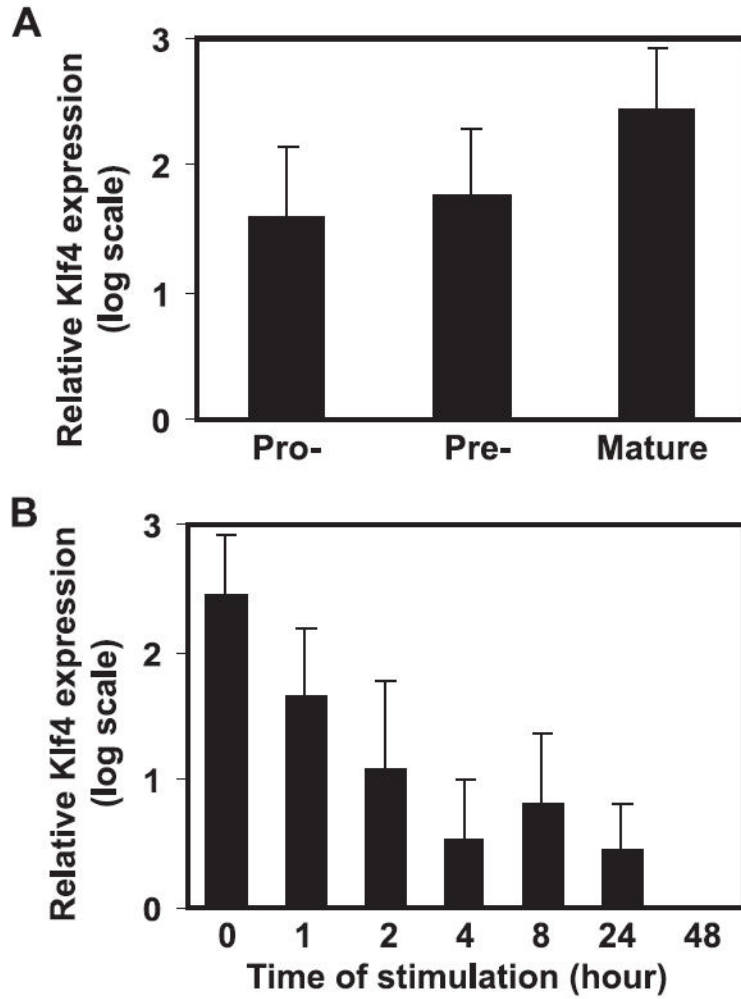 A
Relative Klf4 expression
(log scale)
3
2
1
0
Pro-
Pre-
Mature
B
Relative Klf4 expression
(log scale)
3
2
1
0
0 1 2 4 8 24 48
Time of stimulation (hour)